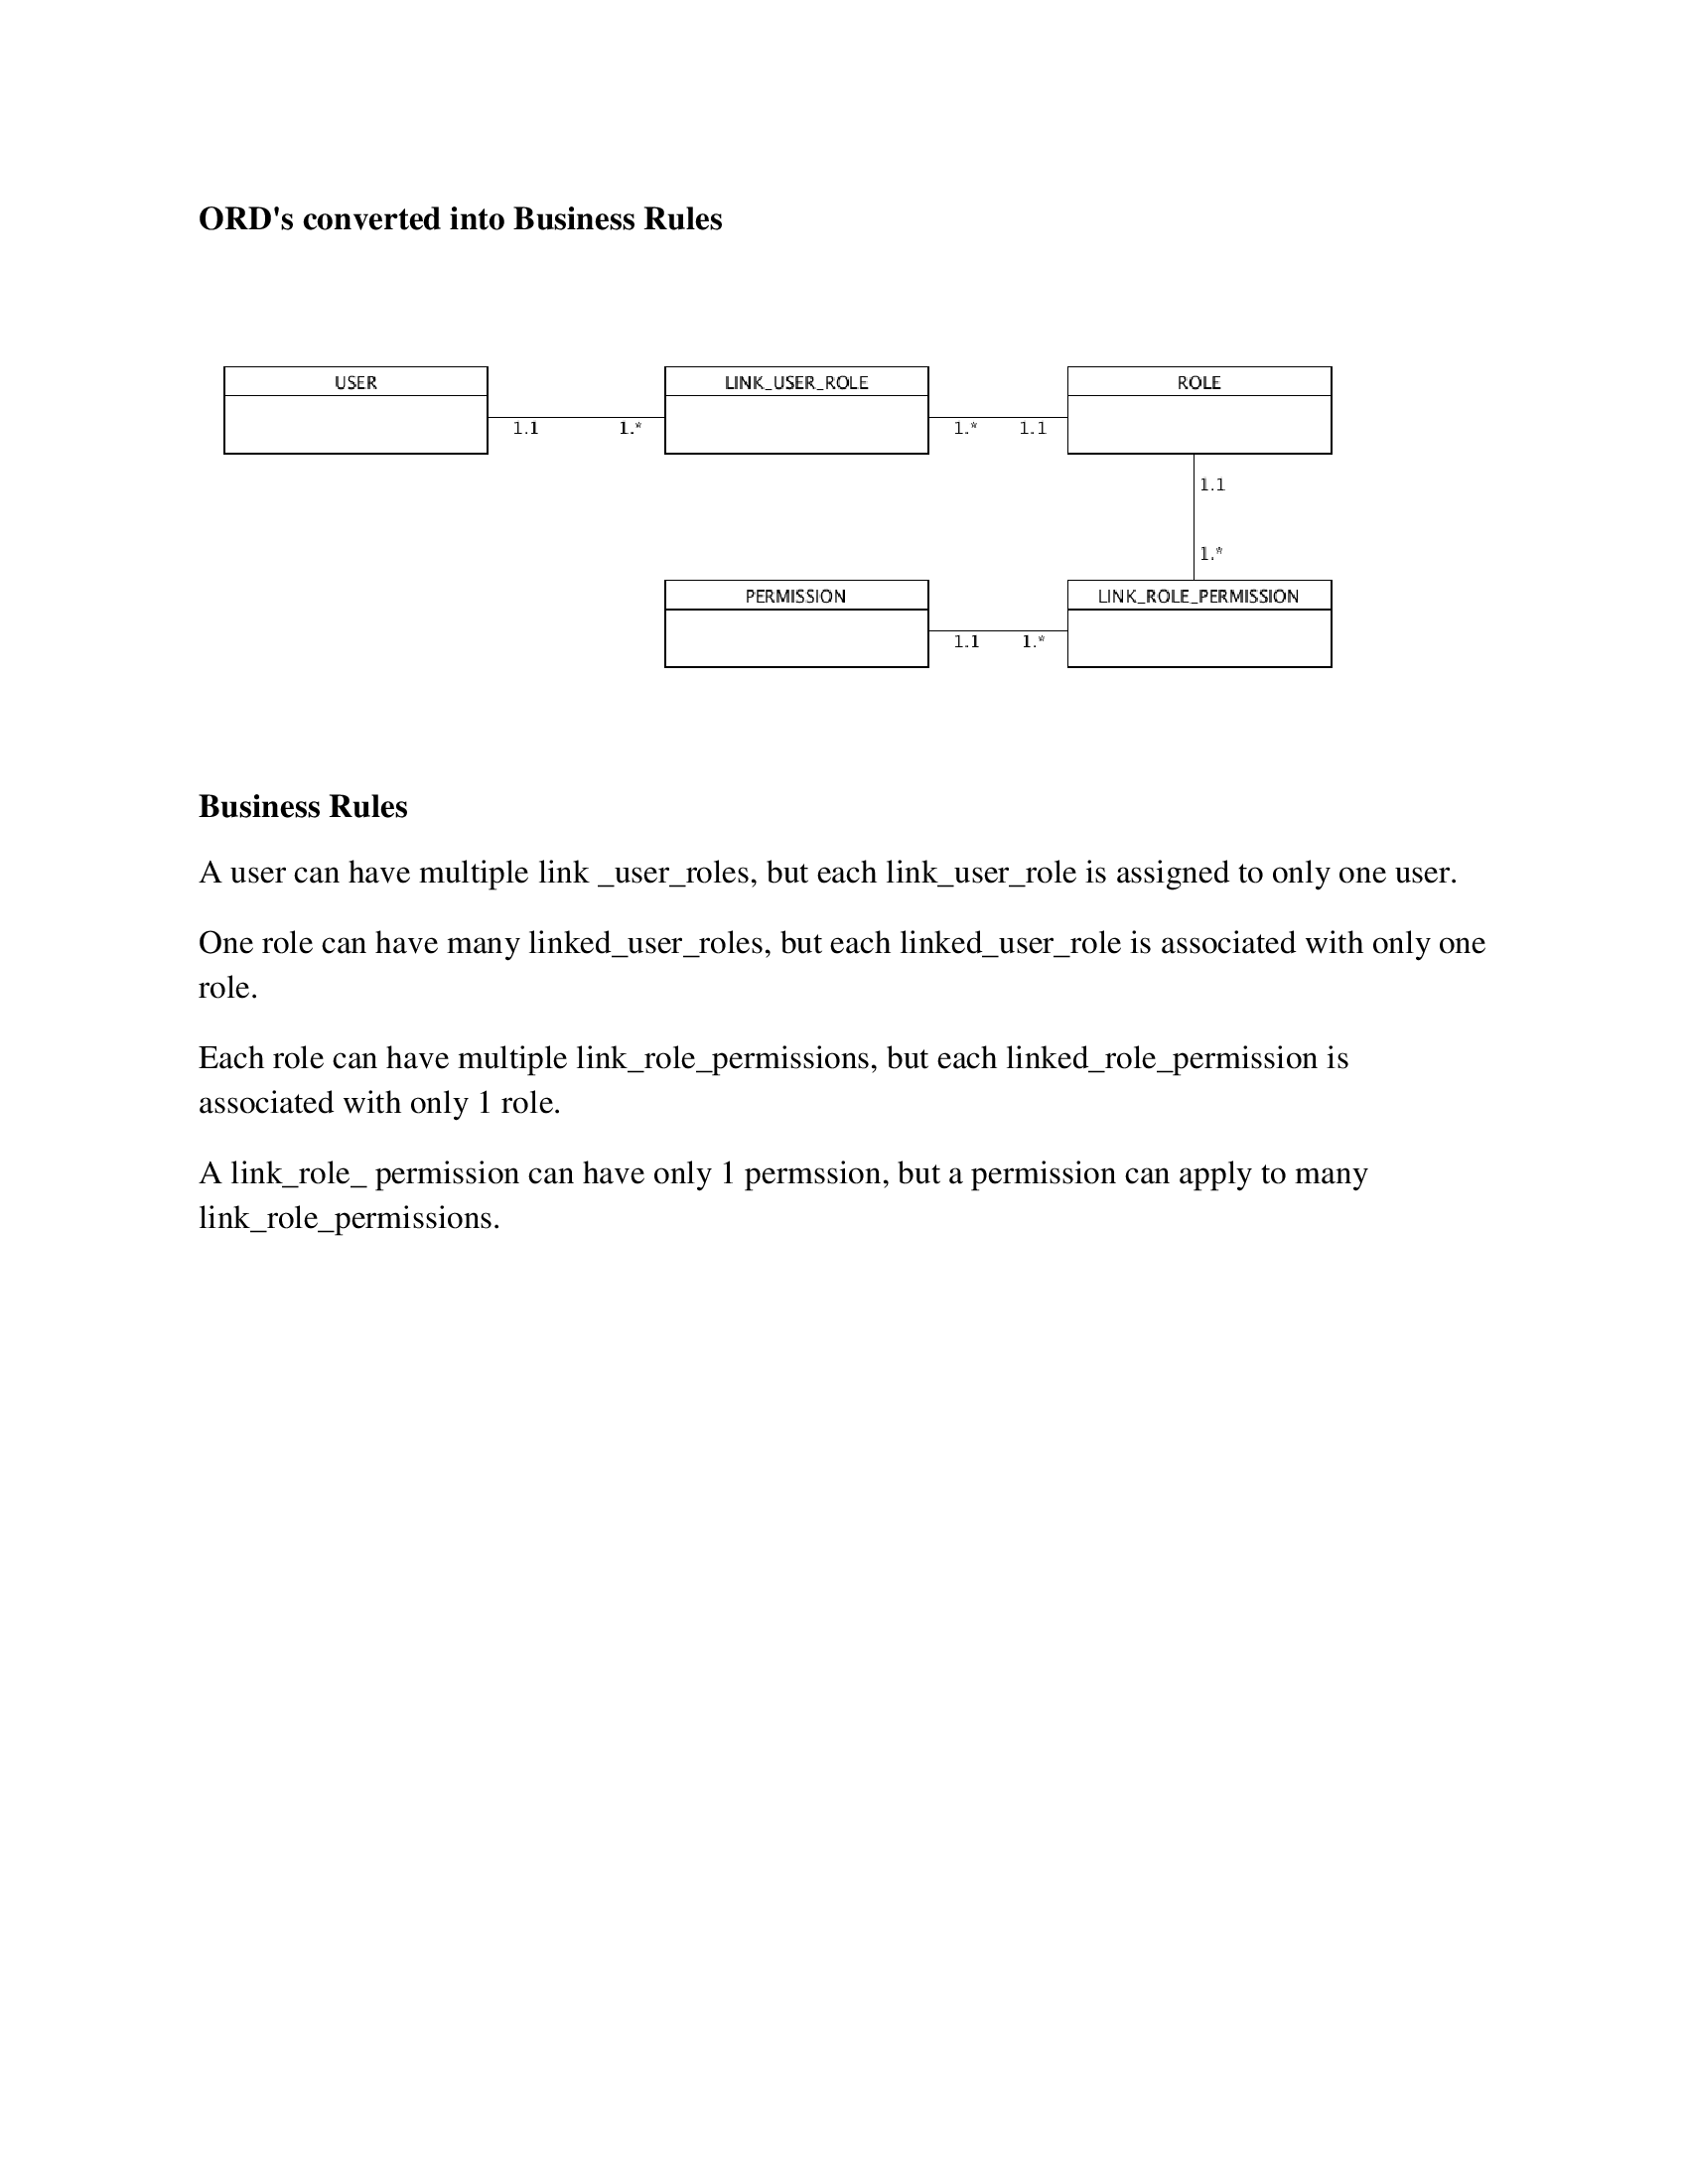 ORD's converted into Business Rules
USER
LINK_USER_ROLE
ROLE
1.1
1.*
1.*
1.1
1.1
1.*
PERMISSION
LINK_ROLE_PERMISSION
1.1
1.*
Business Rules
A user can have multiple link _user_roles, but each link_user_role is assigned to only one user.
One role can have many linked_user_roles, but each linked_user_role is associated with only one
role.
Each role can have multiple link_role_permissions, but each linked_role_permission is
associated with only 1 role.
A link_role_ permission can have only 1 permssion, but a permission can apply to many
link_role_permissions.